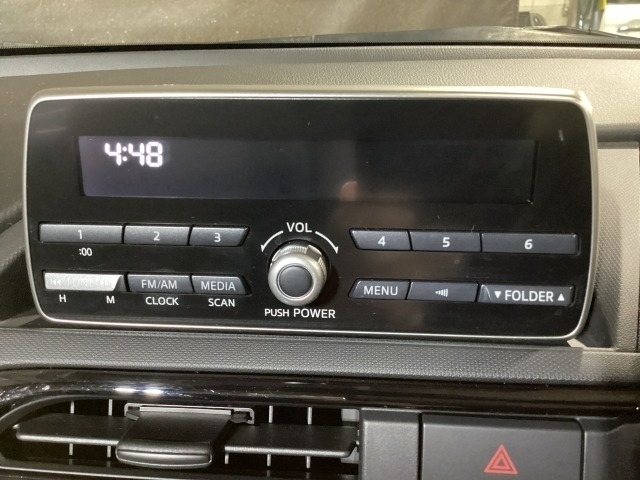 4:48
VOL
1 2 3 4 5 6
:00
FM/AM MEDIA MENU ▼ FOLDER ▲
H M CLOCK SCAN PUSH POWER